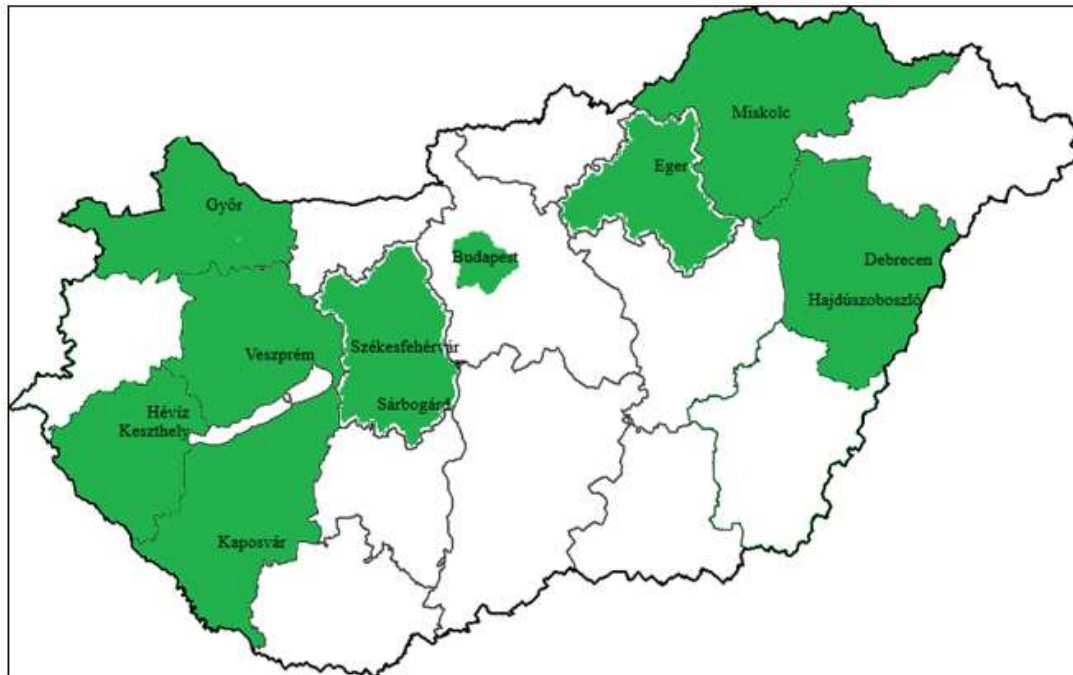 Miskolc
Eger
Győr
Budapest
Debrecen
Hajdúszoboszló
Veszprém
Székesfehérvár
Sárbogárd
Hévíz
Keszthely
Kaposvár